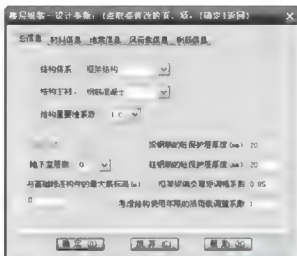 楼层组装-设计参数:(点取要修改的页、项,[确定]返回)
总信息 材料信息 地震信息 风荷载信息 钢筋信息
结构体系: 框架结构
结构主材: 钢筋混凝土
结构重要性系数: 1.0
梁钢筋的砼保护层厚度(mm) 20
地下室层数: 0 柱钢筋的砼保护层厚度(mm) 20
与基础相连构件的最大底标高(m) 框架梁端负弯矩调幅系数 0.85
0 考虑结构使用年限的活荷载调整系数 1
确定(O) 放弃(C) 帮助(H)